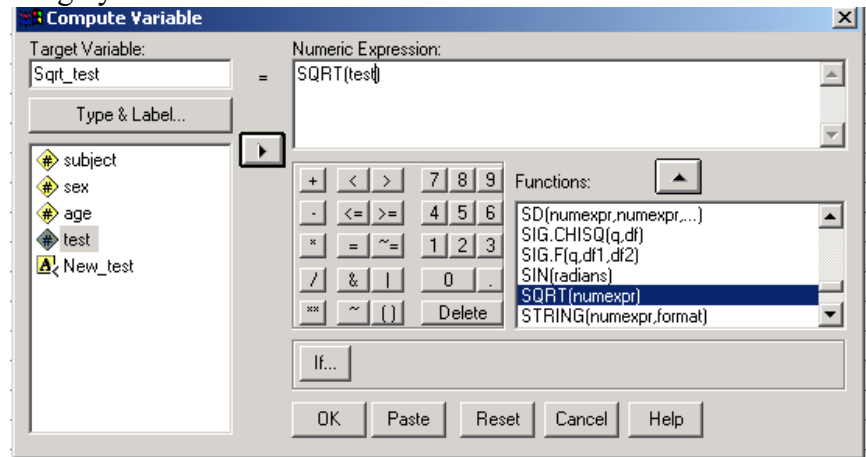 Compute Variable
Target Variable:
Sqrt_test
=
Numeric Expression:
SQRT(test)
Type & Label...
subject
sex
age
test
New_test
+ < > 7 8 9
- <= >= 4 5 6
* = ~= 1 2 3
/ & | 0 .
** ~ () Delete
Functions:
SD(numexpr,numexpr,...)
SIG.CHISQ(q,df)
SIG.F(q,df1,df2)
SIN(radians)
SQRT(numexpr)
STRING(numexpr,format)
If...
OK Paste Reset Cancel Help